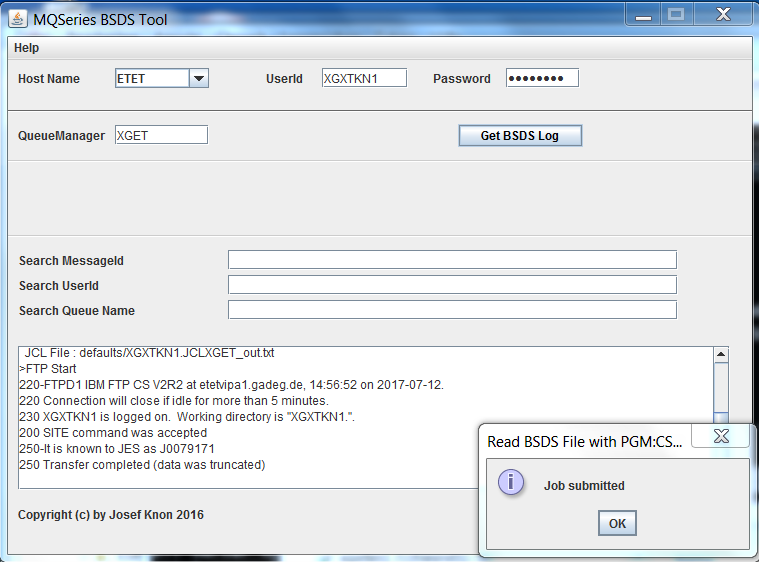 MQSeries BSDS Tool
Help
Host Name ETET UserId XGXTKN1 Password ●●●●●●●●
QueueManager XGET Get BSDS Log
Search MessageId
Search UserId
Search Queue Name
JCL File : defaults/XGXTKN1.JCLXGET_out.txt
>FTP Start
220-FTPD1 IBM FTP CS V2R2 at etetvipa1.gadeg.de, 14:56:52 on 2017-07-12.
220 Connection will close if idle for more than 5 minutes.
230 XGXTKN1 is logged on.  Working directory is "XGXTKN1.".
200 SITE command was accepted
250-It is known to JES as J0079171
250 Transfer completed (data was truncated)
Read BSDS File with PGM:CS...
Job submitted
OK
Copyright (c) by Josef Knon 2016